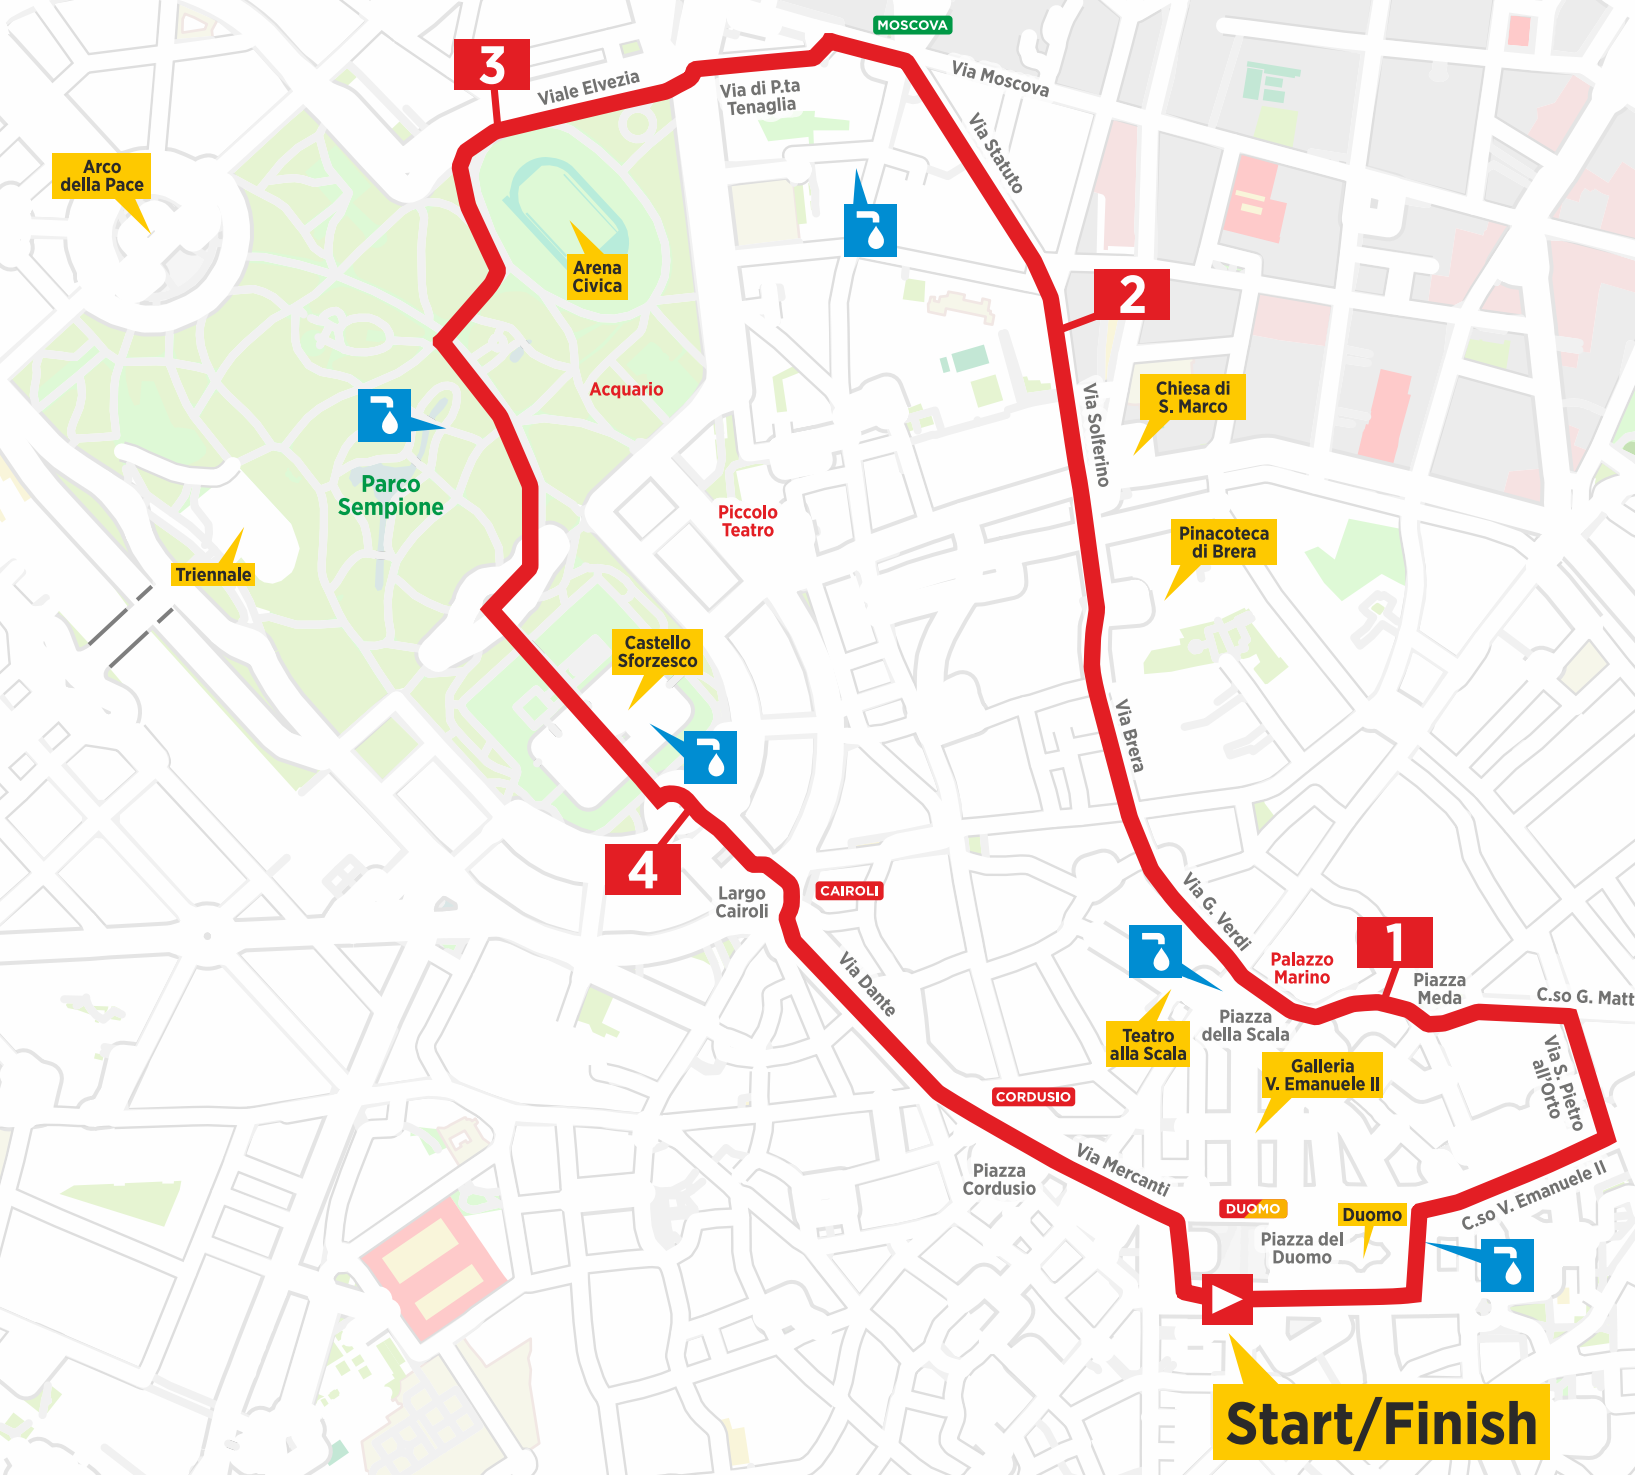 MOSCOVA
3
Viale Elvezia
Via di P.ta
Tenaglia
Via Moscova
Via Statuto
Arco
della Pace
Arena
Civica
2
Acquario
Via Solferino
Chiesa di
S. Marco
Parco
Sempione
Piccolo
Teatro
Pinacoteca
di Brera
Triennale
Castello
Sforzesco
Via Brera
4
Largo
Cairoli
CAIROLI
Via G. Verdi
1
Palazzo
Marino
Piazza
Meda
C.so G. Matt
Via Dante
Piazza
della Scala
Teatro
alla Scala
Galleria
V. Emanuele II
Via S. Pietro
all'Orto
CORDUSIO
Piazza
Cordusio
Via Mercanti
C.so V. Emanuele II
DUOMO
Duomo
Piazza del
Duomo
Start/Finish